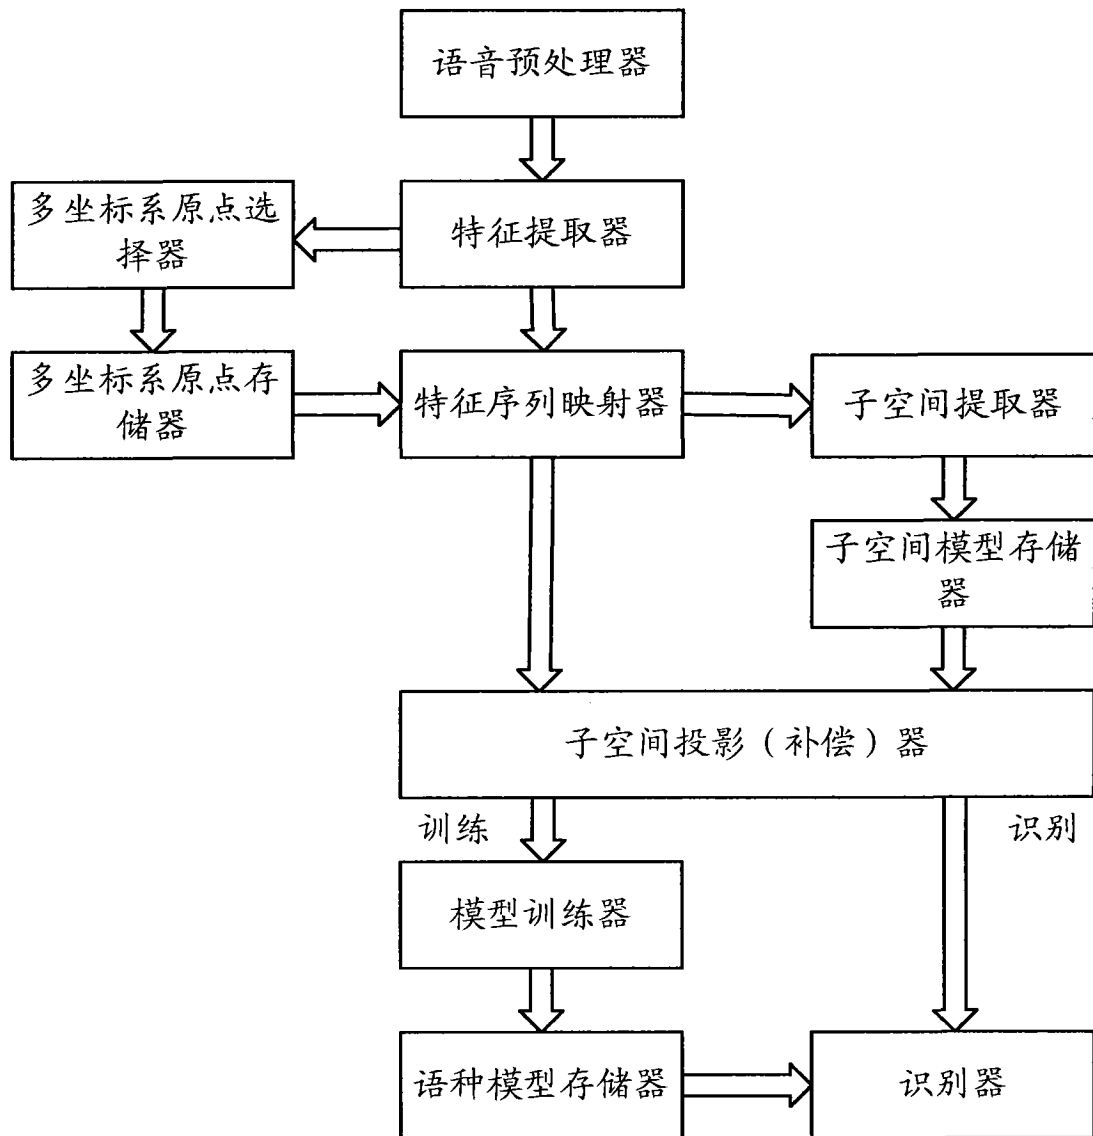 语音预处理器
多坐标系原点选
择器
特征提取器
多坐标系原点存
储器
特征序列映射器
子空间提取器
子空间模型存储
器
子空间投影（补偿）器
训练
识别
模型训练器
语种模型存储器
识别器